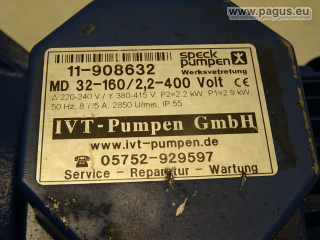 www.pagus.eu
speck
pumpen
11-908632
Werksvertretung
MD 32-160/2,2-400 Volt CE
Δ 220-240 V / Y 380-415 V, P2=2.2 kW, P1=2.9 kW
50 Hz, 8.7/5 A, 2850 U/min, IP 55
IVT-Pumpen GmbH
www.ivt-pumpen.de
☎ 05752-929597
Service - Reparatur - Wartung